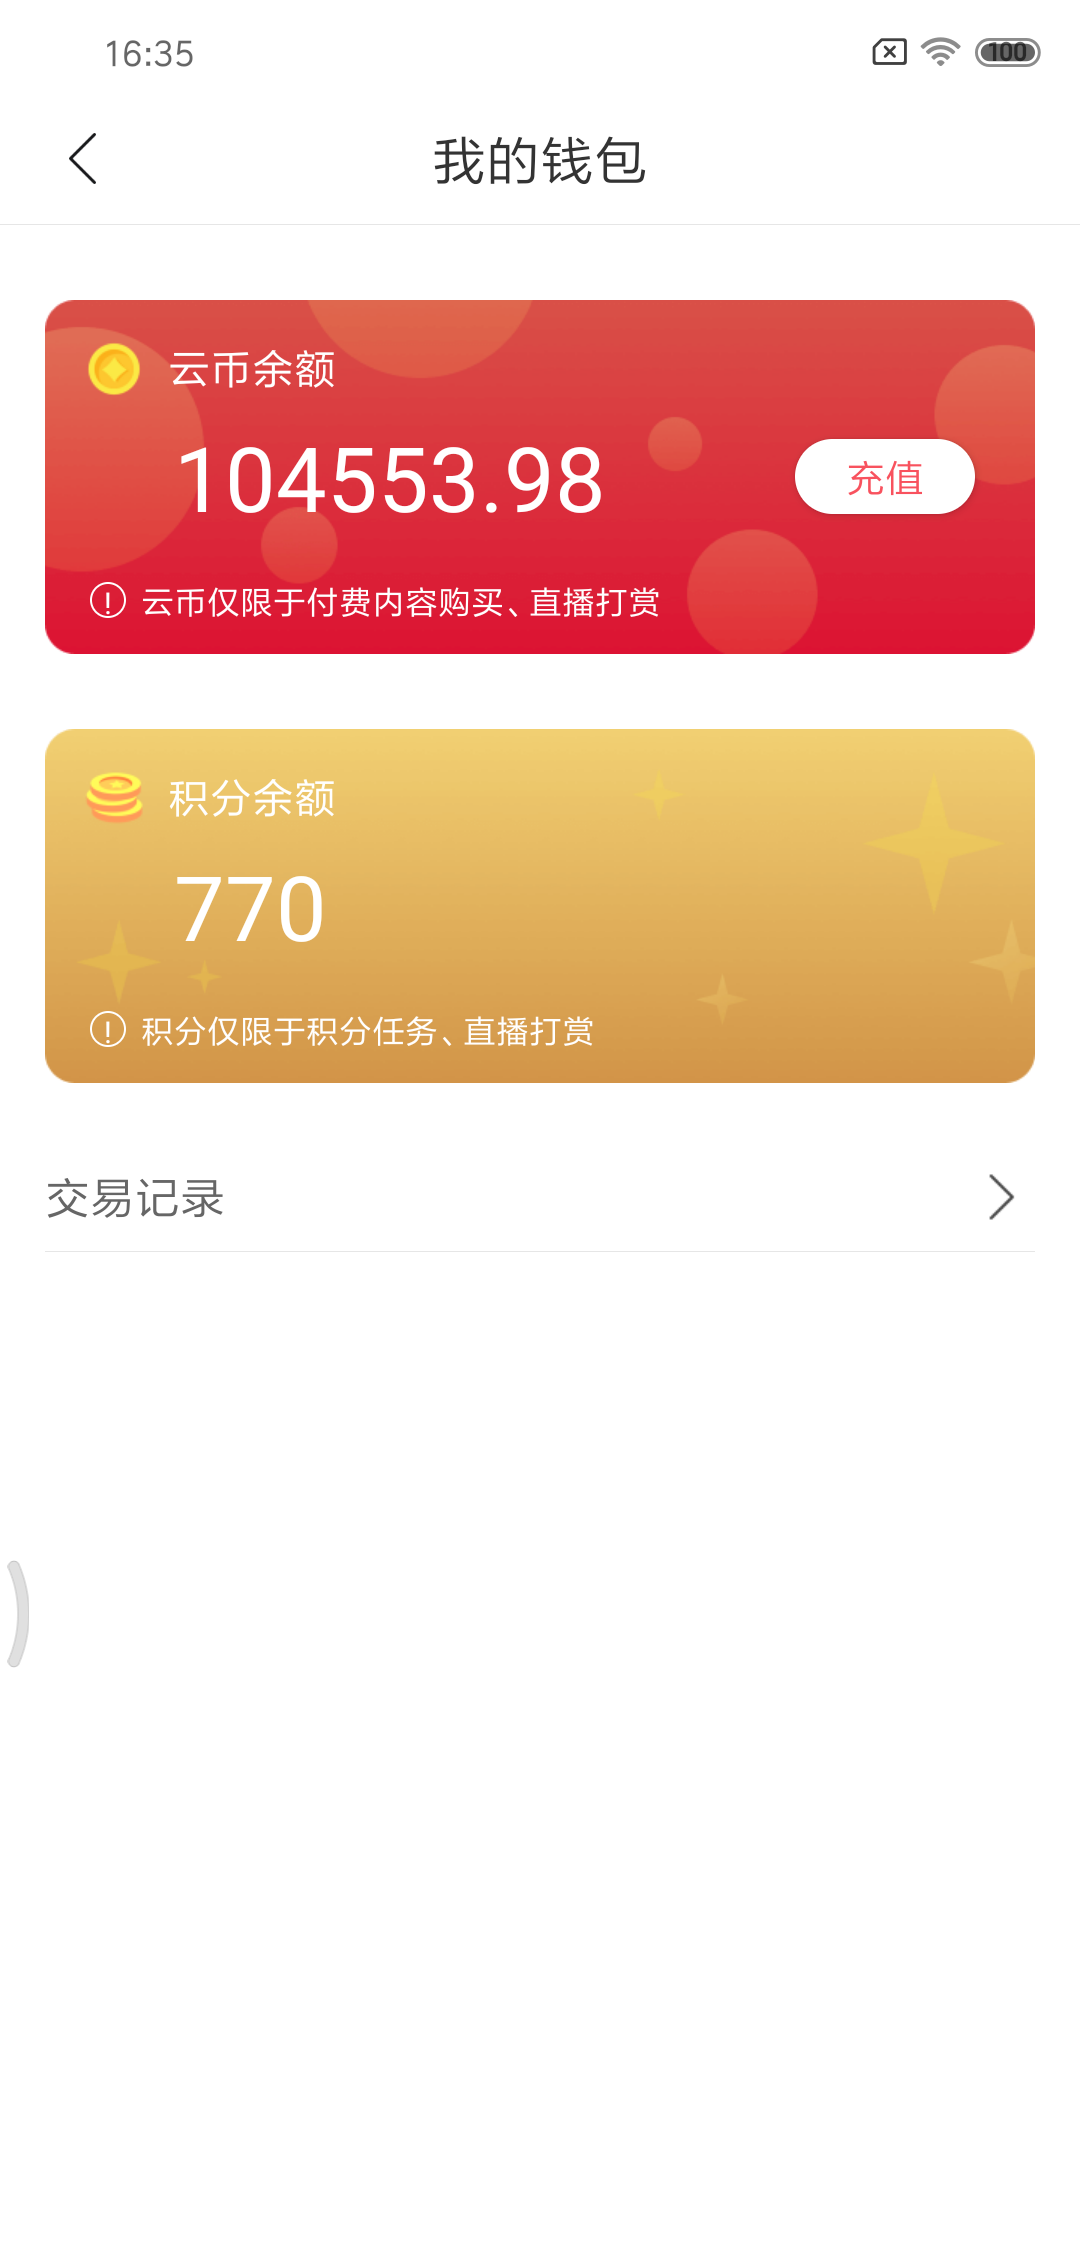 16:35
100
我的钱包
云币余额
104553.98
充值
云币仅限于付费内容购买、直播打赏
积分余额
770
积分仅限于积分任务、直播打赏
交易记录